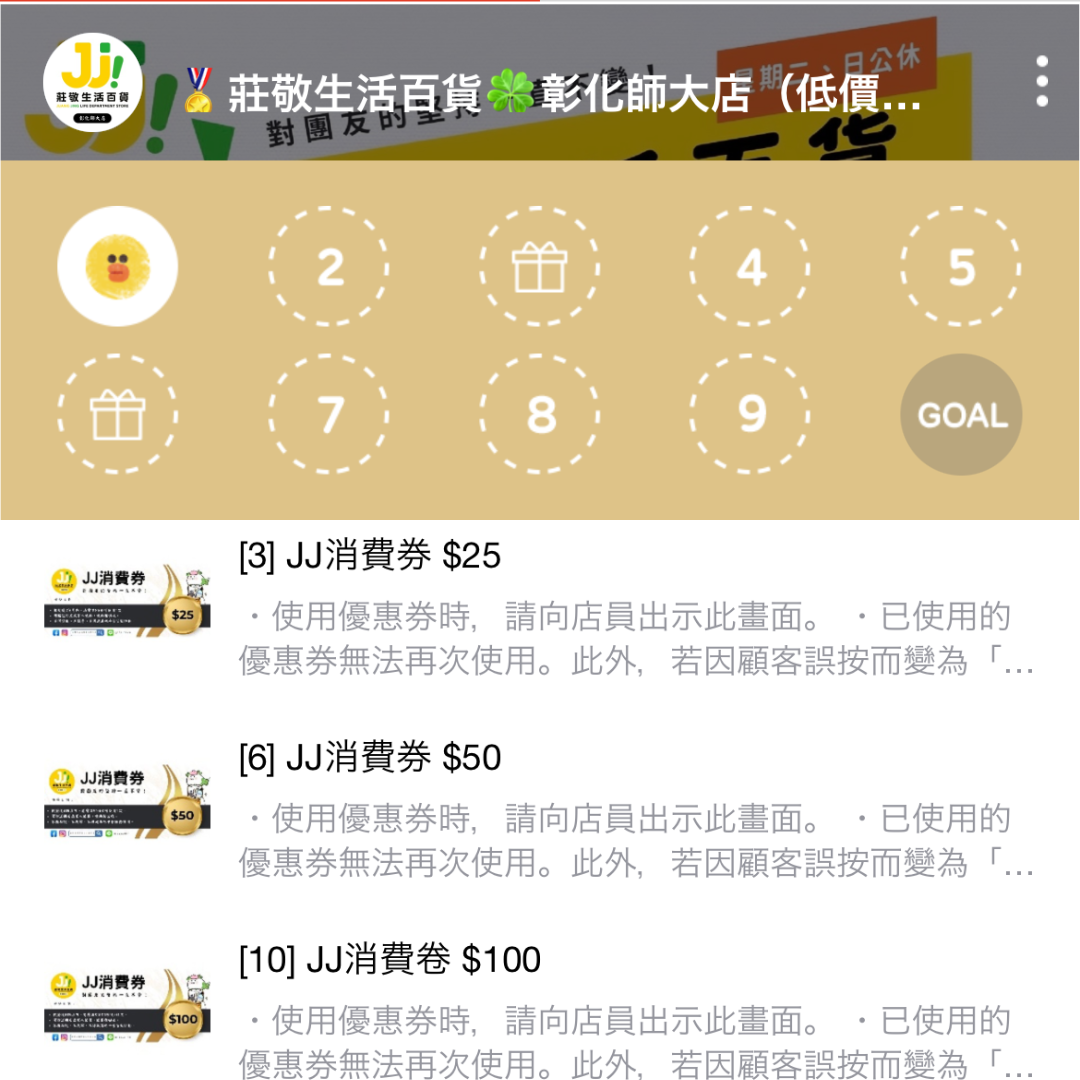 JJ!
莊敬生活百貨
彰化師大店
🏅莊敬生活百貨🍀彰化師大店（低價...
星期二、日公休
對團友的堅持
2
4
5
7
8
9
GOAL
[3] JJ消費券 $25
・使用優惠券時，請向店員出示此畫面。 ・已使用的
優惠券無法再次使用。此外，若因顧客誤按而變為「...
JJ消費券
$25
[6] JJ消費券 $50
・使用優惠券時，請向店員出示此畫面。 ・已使用的
優惠券無法再次使用。此外，若因顧客誤按而變為「...
JJ消費券
$50
[10] JJ消費卷 $100
・使用優惠券時，請向店員出示此畫面。 ・已使用的
優惠券無法再次使用。此外，若因顧客誤按而變為「...
JJ消費券
$100